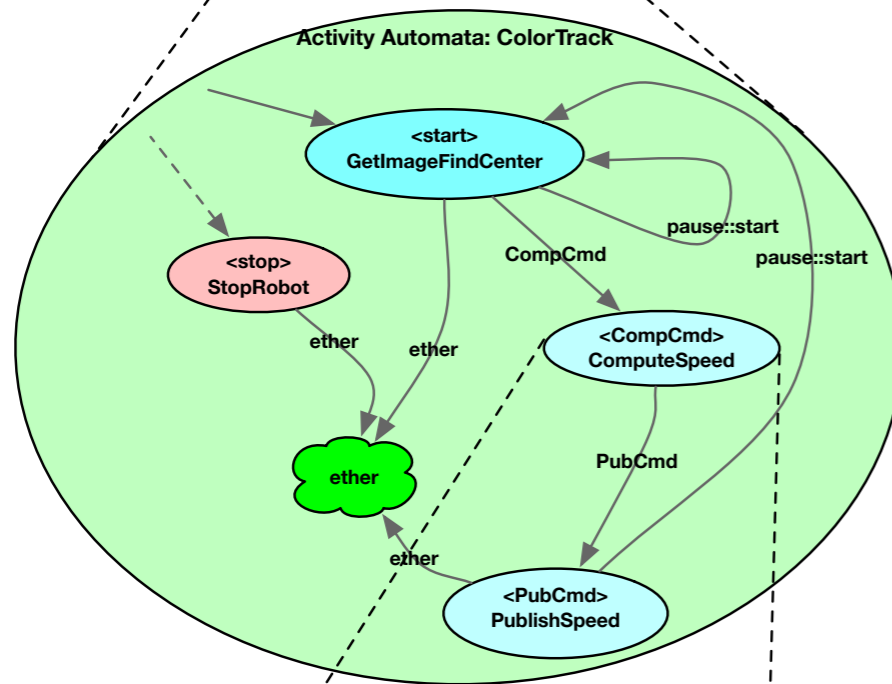 Activity Automata: ColorTrack
<start>
GetImageFindCenter
pause::start
CompCmd
pause::start
<stop>
StopRobot
ether
ether
<CompCmd>
ComputeSpeed
PubCmd
ether
ether
<PubCmd>
PublishSpeed